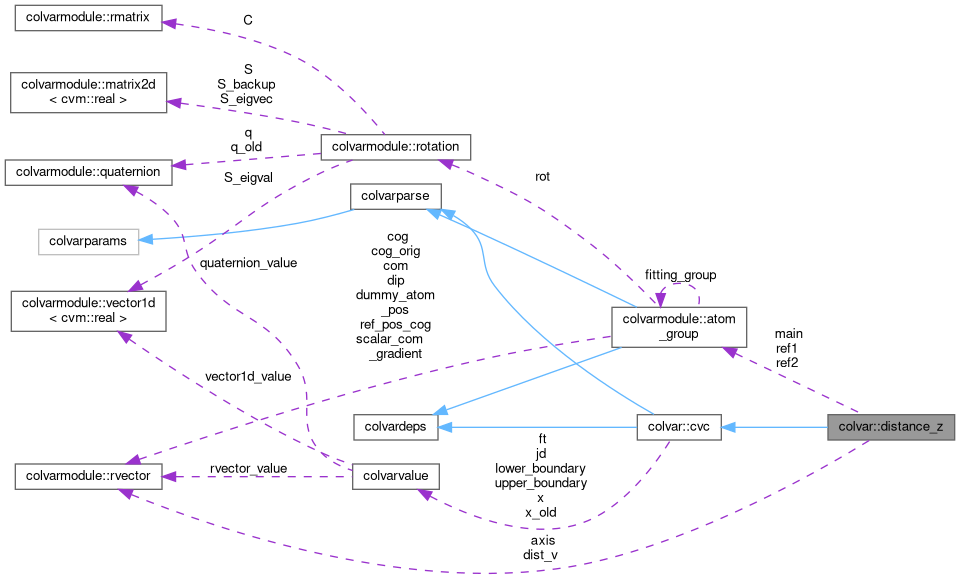 colvarmodule::rmatrix
C
colvarmodule::matrix2d
< cvm::real >
S
S_backup
S_eigvec
colvarmodule::rotation
q
q_old
colvarmodule::quaternion
S_eigval
rot
colvarparse
colvarparams
cog
cog_orig
com
dip
dummy_atom
_pos
ref_pos_cog
scalar_com
_gradient
quaternion_value
fitting_group
colvarmodule::vector1d
< cvm::real >
colvarmodule::atom
_group
main
ref1
ref2
vector1d_value
colvardeps
colvar::cvc
colvar::distance_z
ft
jd
lower_boundary
upper_boundary
x
x_old
colvarmodule::rvector
rvector_value
colvarvalue
axis
dist_v